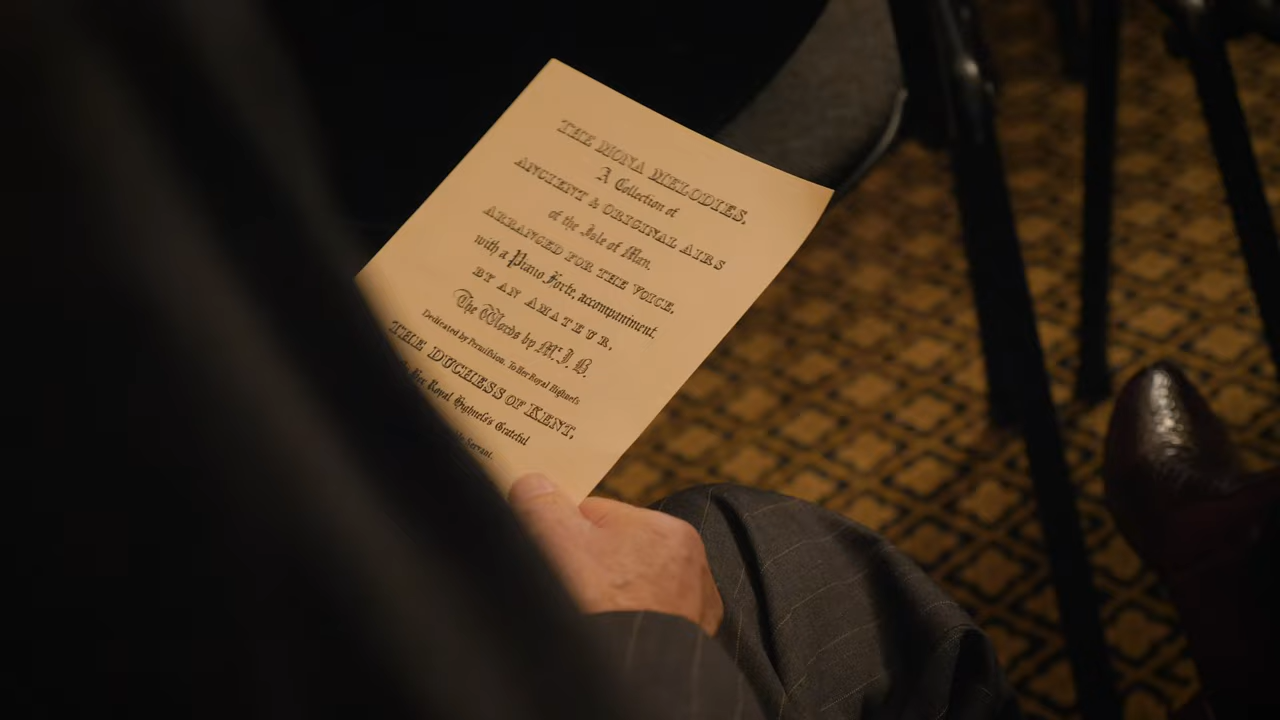 THE MONA MELODIES,
A Collection of
ANCIENT & ORIGINAL AIRS
of the Isle of Man.
ARRANGED FOR THE VOICE,
with a Piano Forte, accompaniment
BY AN AMATEUR,
The Words by Mr. J. B.
Dedicated by Permiſsion, To Her Royal Highneſs
THE DUCHESS OF KENT,
Her Royal Highneſs's Grateful
Servant.